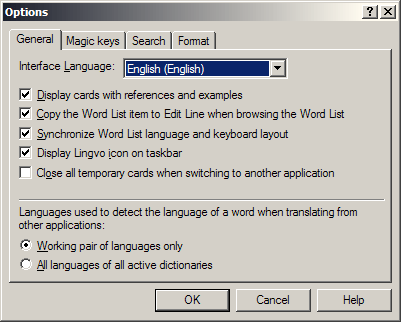 Options
General Magic keys Search Format
Interface Language: English (English)
Display cards with references and examples
Copy the Word List item to Edit Line when browsing the Word List
Synchronize Word List language and keyboard layout
Display Lingvo icon on taskbar
Close all temporary cards when switching to another application
Languages used to detect the language of a word when translating from
other applications:
Working pair of languages only
All languages of all active dictionaries
OK Cancel Help